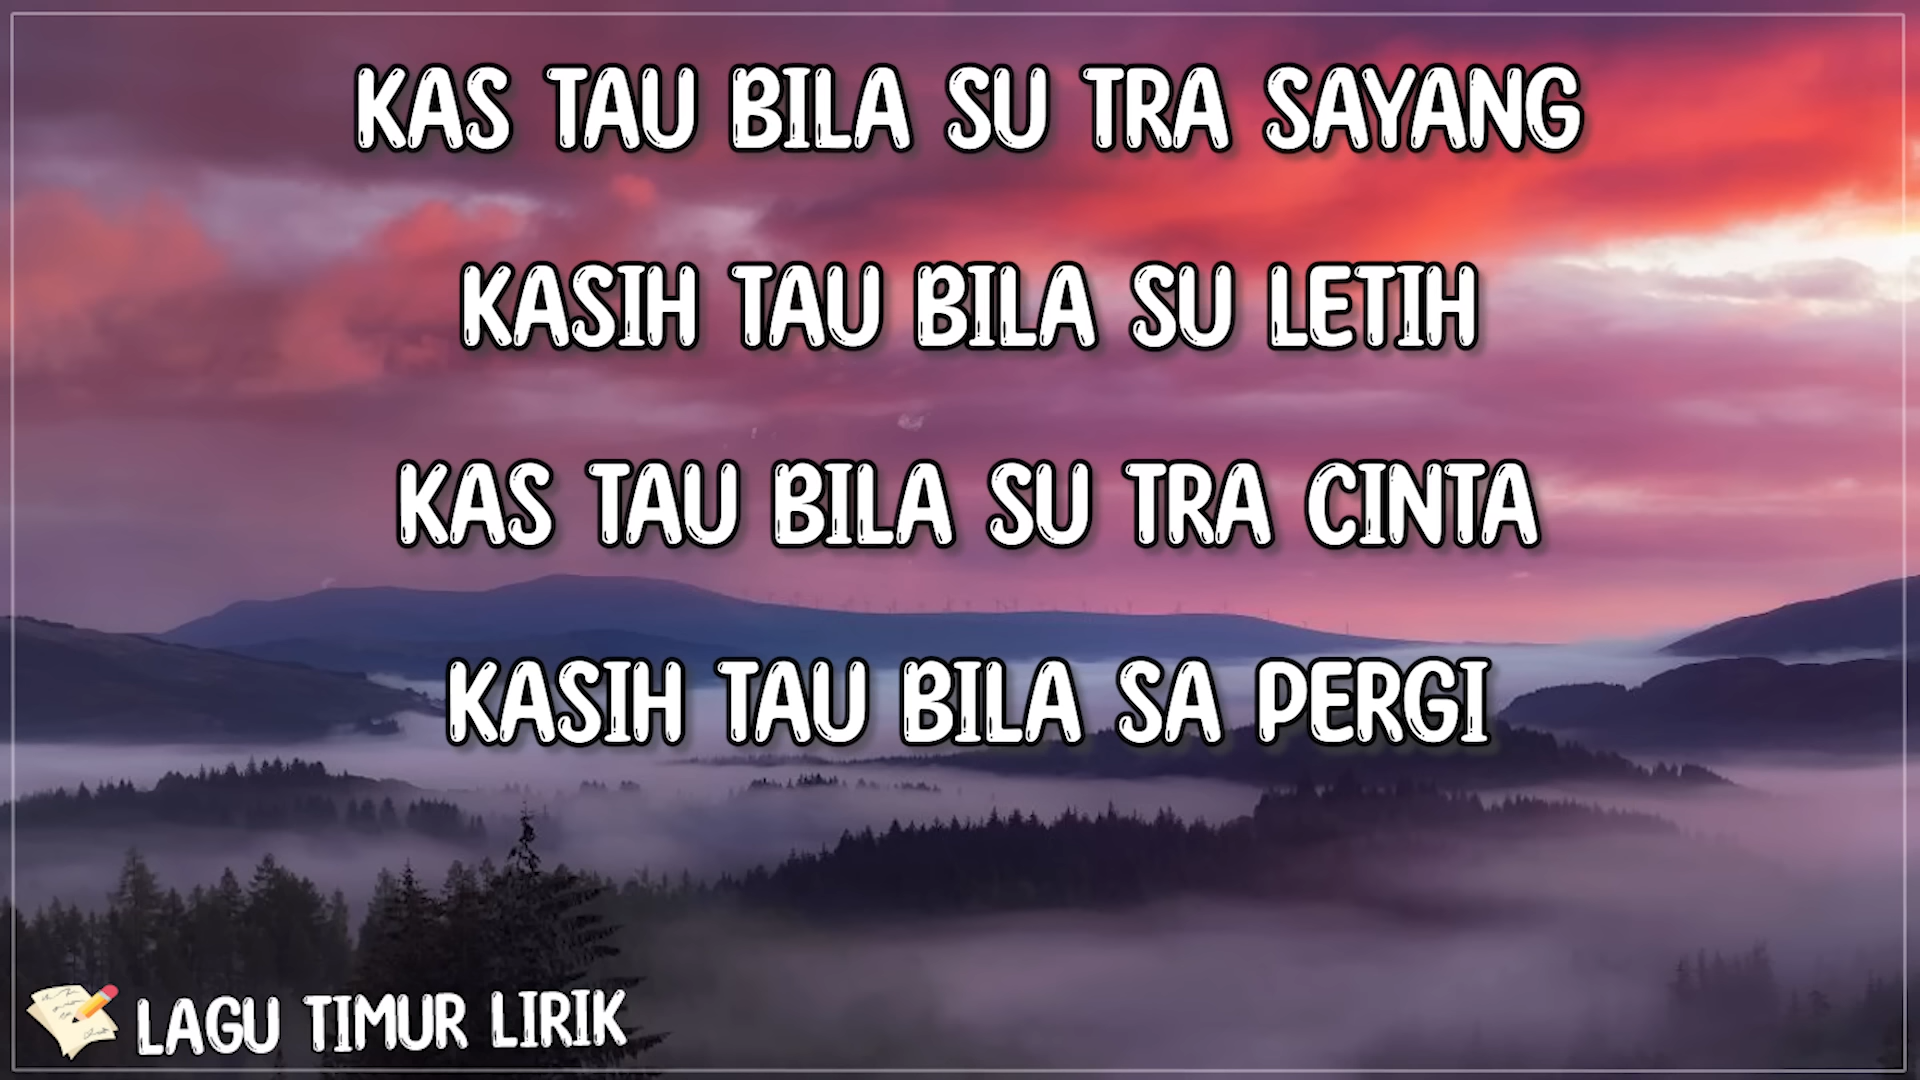 KAS TAU BILA SU TRA SAYANG
KASIH TAU BILA SU LETIH
KAS TAU BILA SU TRA CINTA
KASIH TAU BILA SA PERGI
LAGU TIMUR LIRIK